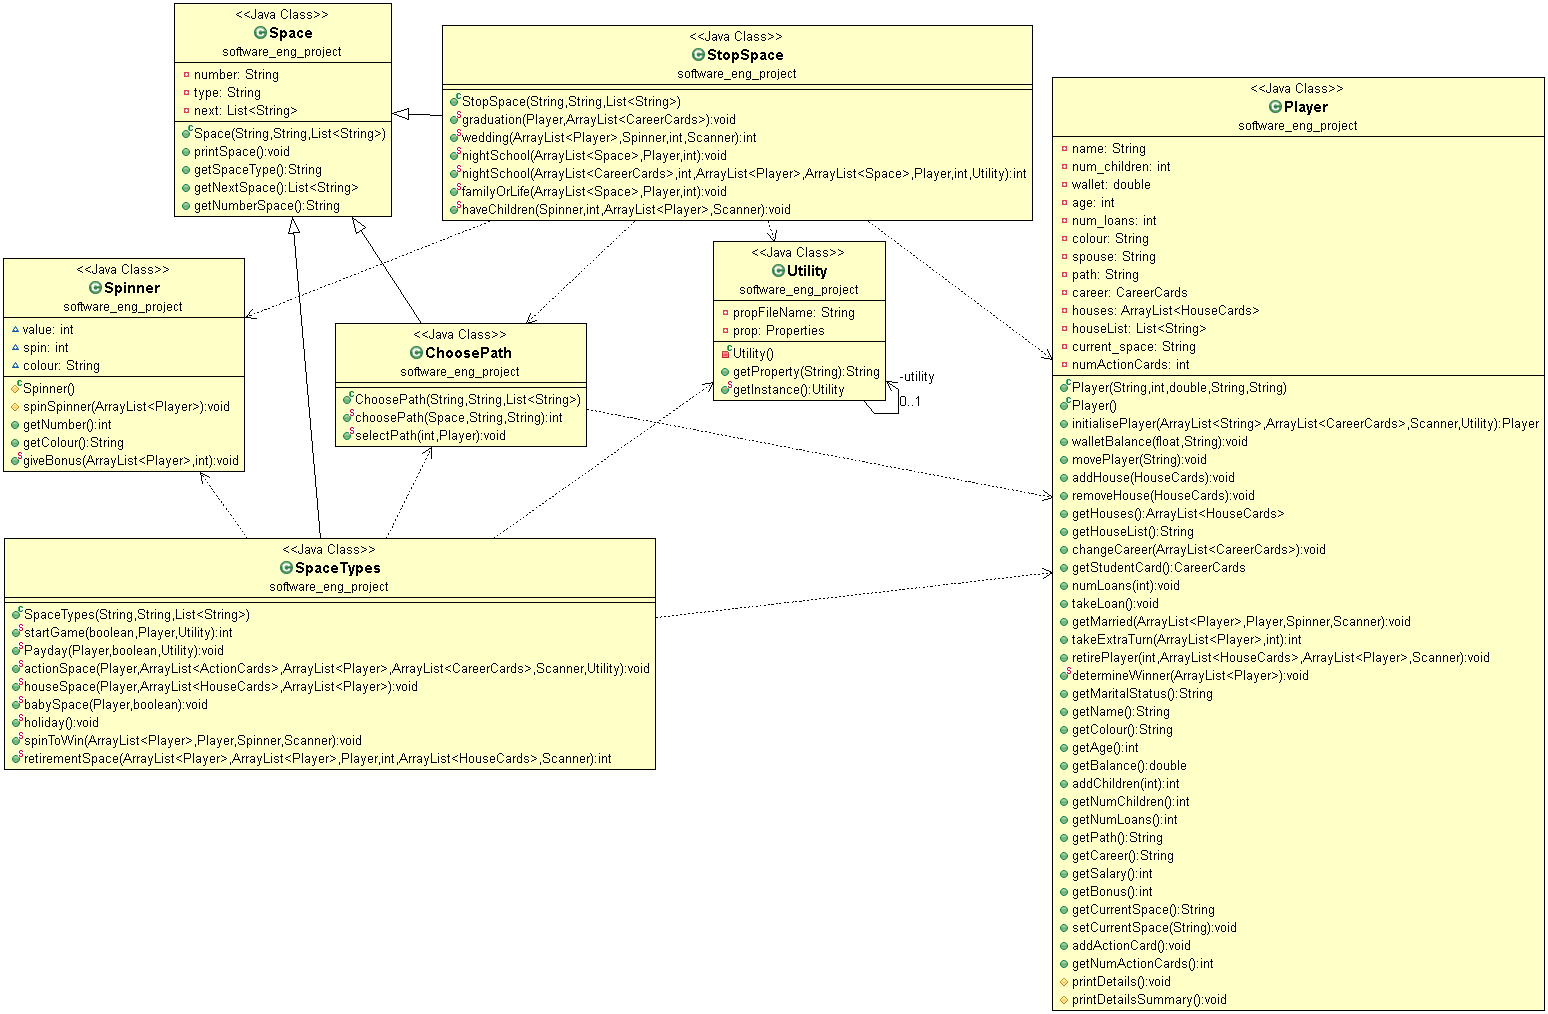 <<Java Class>>
Space
software_eng_project
number: String
type: String
next: List<String>
Space(String,String,List<String>)
printSpace():void
getSpaceType():String
getNextSpace():List<String>
getNumberSpace():String
<<Java Class>>
StopSpace
software_eng_project
StopSpace(String,String,List<String>)
graduation(Player,ArrayList<CareerCards>):void
wedding(ArrayList<Player>,Spinner,int,Scanner):int
nightSchool(ArrayList<Space>,Player,int):void
nightSchool(ArrayList<CareerCards>,int,ArrayList<Player>,ArrayList<Space>,Player,int,Utility):int
familyOrLife(ArrayList<Space>,Player,int):void
haveChildren(Spinner,int,ArrayList<Player>,Scanner):void
<<Java Class>>
Spinner
software_eng_project
value: int
spin: int
colour: String
Spinner()
spinSpinner(ArrayList<Player>):void
getNumber():int
getColour():String
giveBonus(ArrayList<Player>,int):void
<<Java Class>>
ChoosePath
software_eng_project
ChoosePath(String,String,List<String>)
choosePath(Space,String,String):int
selectPath(int,Player):void
<<Java Class>>
Utility
software_eng_project
propFileName: String
prop: Properties
Utility()
getProperty(String):String
getInstance():Utility
-utility
0..1
<<Java Class>>
SpaceTypes
software_eng_project
SpaceTypes(String,String,List<String>)
startGame(boolean,Player,Utility):int
Payday(Player,boolean,Utility):void
actionSpace(Player,ArrayList<ActionCards>,ArrayList<Player>,ArrayList<CareerCards>,Scanner,Utility):void
houseSpace(Player,ArrayList<HouseCards>,ArrayList<Player>):void
babySpace(Player,boolean):void
holiday():void
spinToWin(ArrayList<Player>,Player,Spinner,Scanner):void
retirementSpace(ArrayList<Player>,ArrayList<Player>,Player,int,ArrayList<HouseCards>,Scanner):int
<<Java Class>>
Player
software_eng_project
name: String
num_children: int
wallet: double
age: int
num_loans: int
colour: String
spouse: String
path: String
career: CareerCards
houses: ArrayList<HouseCards>
houseList: List<String>
current_space: String
numActionCards: int
Player(String,int,double,String,String)
Player()
initialisePlayer(ArrayList<String>,ArrayList<CareerCards>,Scanner,Utility):Player
walletBalance(float,String):void
movePlayer(String):void
addHouse(HouseCards):void
removeHouse(HouseCards):void
getHouses():ArrayList<HouseCards>
getHouseList():String
changeCareer(ArrayList<CareerCards>):void
getStudentCard():CareerCards
numLoans(int):void
takeLoan():void
getMarried(ArrayList<Player>,Player,Spinner,Scanner):void
takeExtraTurn(ArrayList<Player>,int):int
retirePlayer(int,ArrayList<HouseCards>,ArrayList<Player>,Scanner):void
determineWinner(ArrayList<Player>):void
getMaritalStatus():String
getName():String
getColour():String
getAge():int
getBalance():double
addChildren(int):int
getNumChildren():int
getNumLoans():int
getPath():String
getCareer():String
getSalary():int
getBonus():int
getCurrentSpace():String
setCurrentSpace(String):void
addActionCard():void
getNumActionCards():int
printDetails():void
printDetailsSummary():void